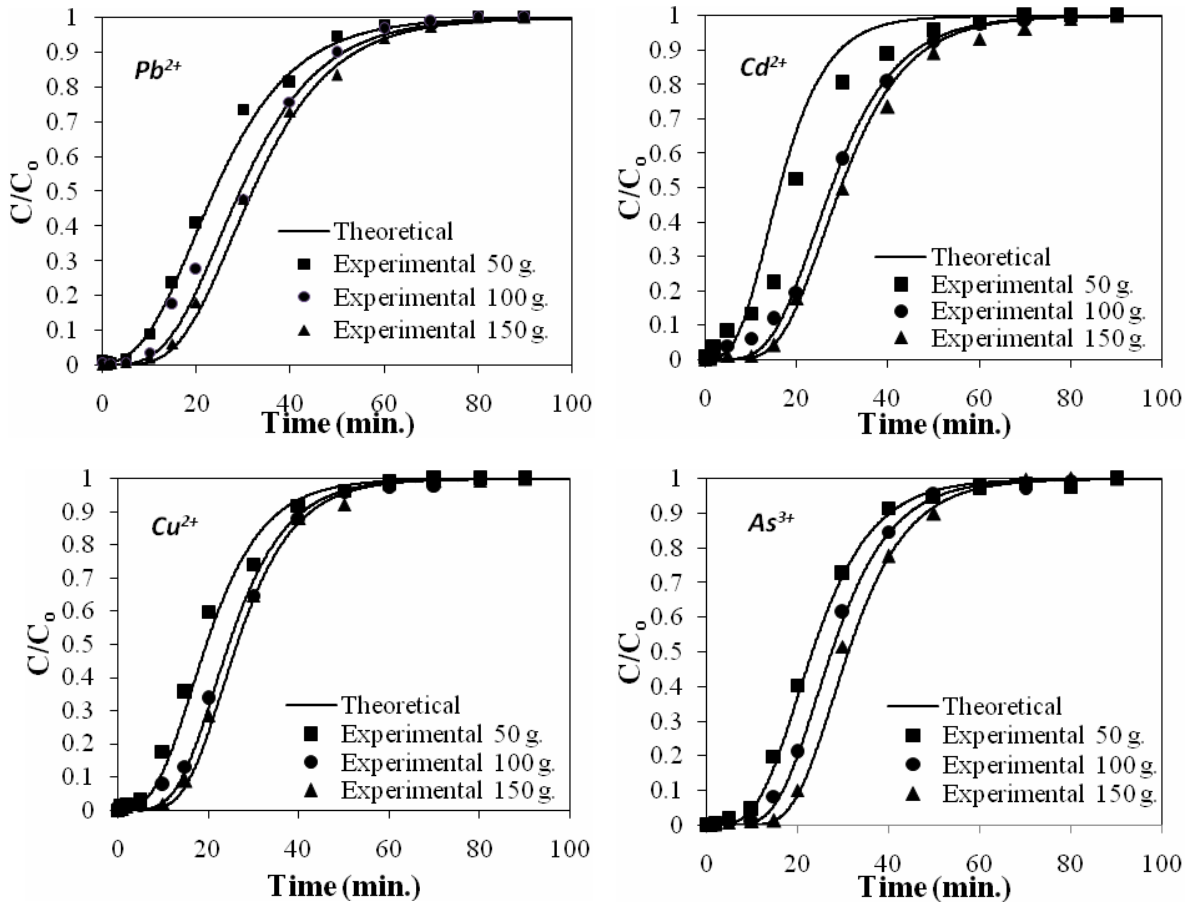 1
0.9
0.8
0.7
0.6
0.5
0.4
0.3
0.2
0.1
0
C/Co
Pb2+
Theoretical
Experimental 50 g.
Experimental 100 g.
Experimental 150 g.
0 20 40 60 80 100
Time (min.)
1
0.9
0.8
0.7
0.6
0.5
0.4
0.3
0.2
0.1
0
C/Co
Cd2+
Theoretical
Experimental 50 g.
Experimental 100 g.
Experimental 150 g.
0 20 40 60 80 100
Time (min.)
1
0.9
0.8
0.7
0.6
0.5
0.4
0.3
0.2
0.1
0
C/Co
Cu2+
Theoretical
Experimental 50 g.
Experimental 100 g.
Experimental 150 g.
0 20 40 60 80 100
Time (min.)
1
0.9
0.8
0.7
0.6
0.5
0.4
0.3
0.2
0.1
0
C/Co
As3+
Theoretical
Experimental 50 g.
Experimental 100 g.
Experimental 150 g.
0 20 40 60 80 100
Time (min.)